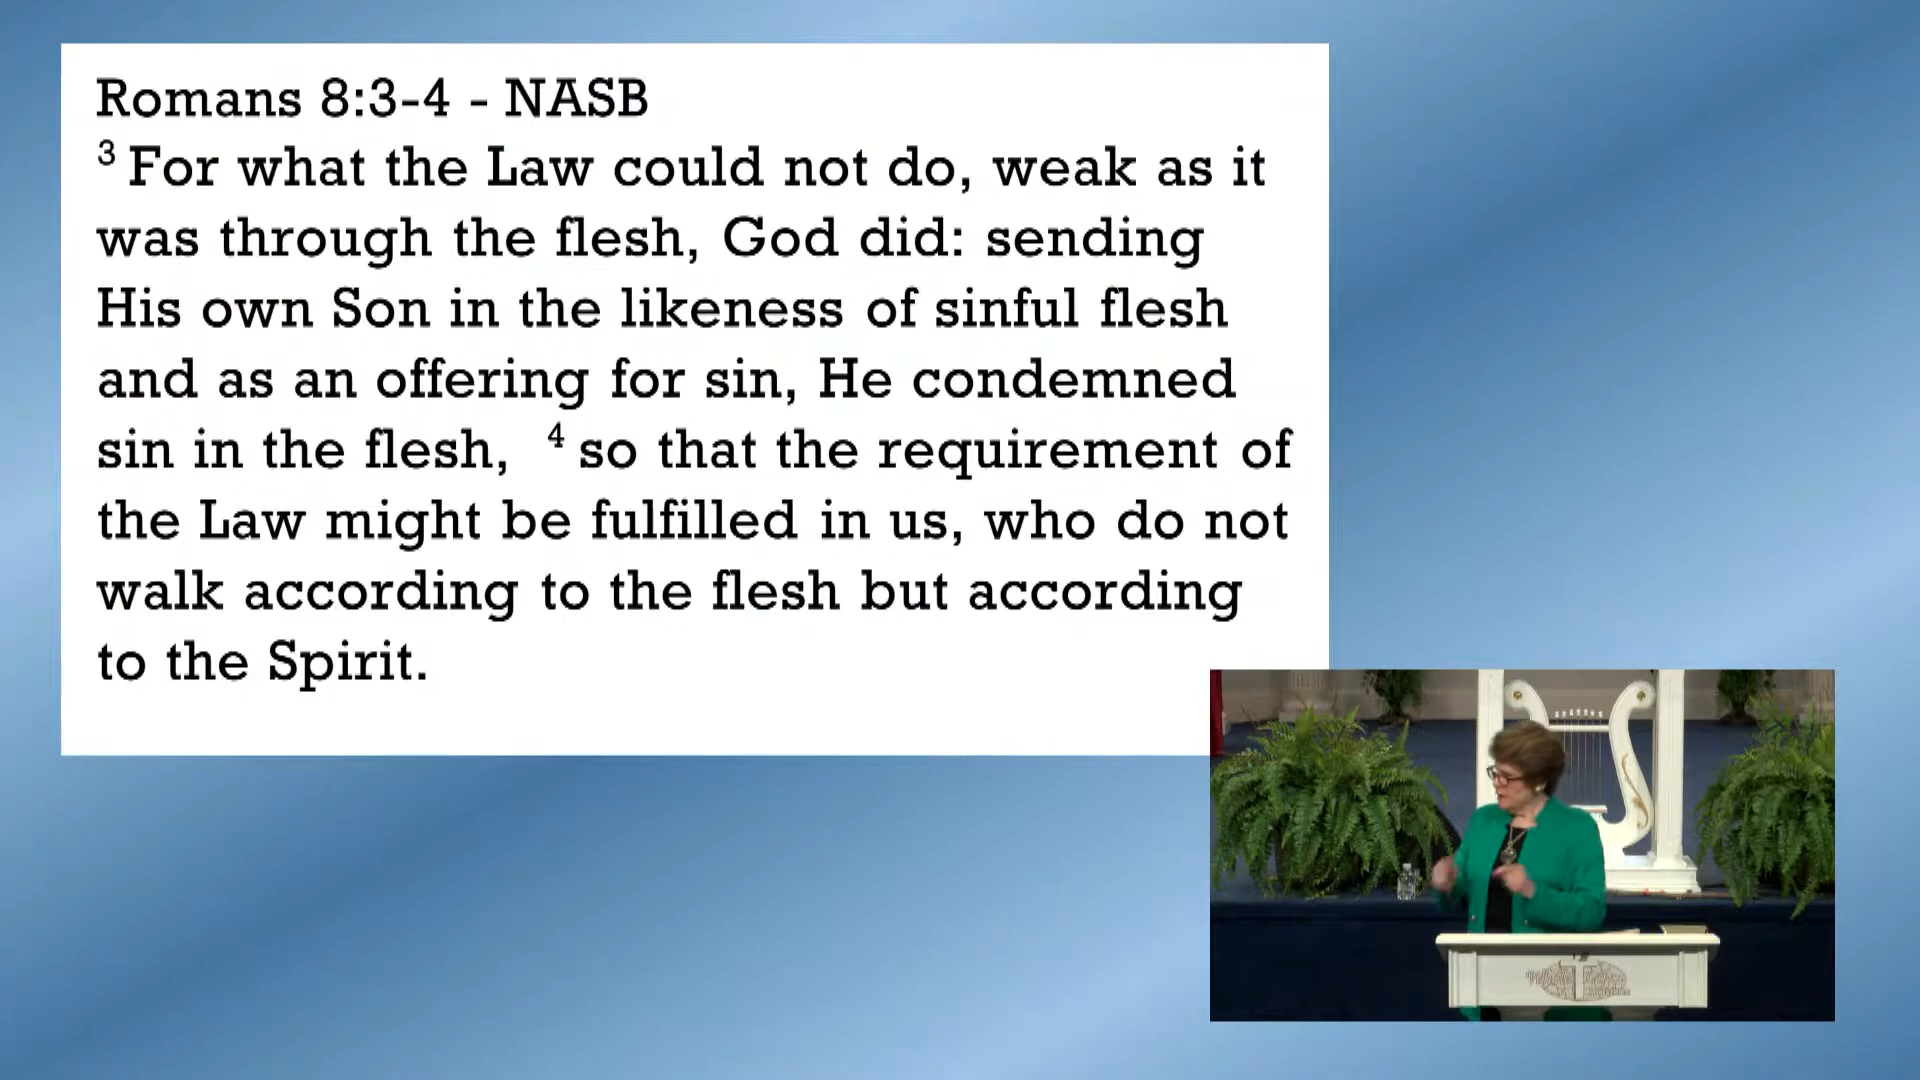 Romans 8:3-4 - NASB
³ For what the Law could not do, weak as it
was through the flesh, God did: sending
His own Son in the likeness of sinful flesh
and as an offering for sin, He condemned
sin in the flesh, ⁴ so that the requirement of
the Law might be fulfilled in us, who do not
walk according to the flesh but according
to the Spirit.